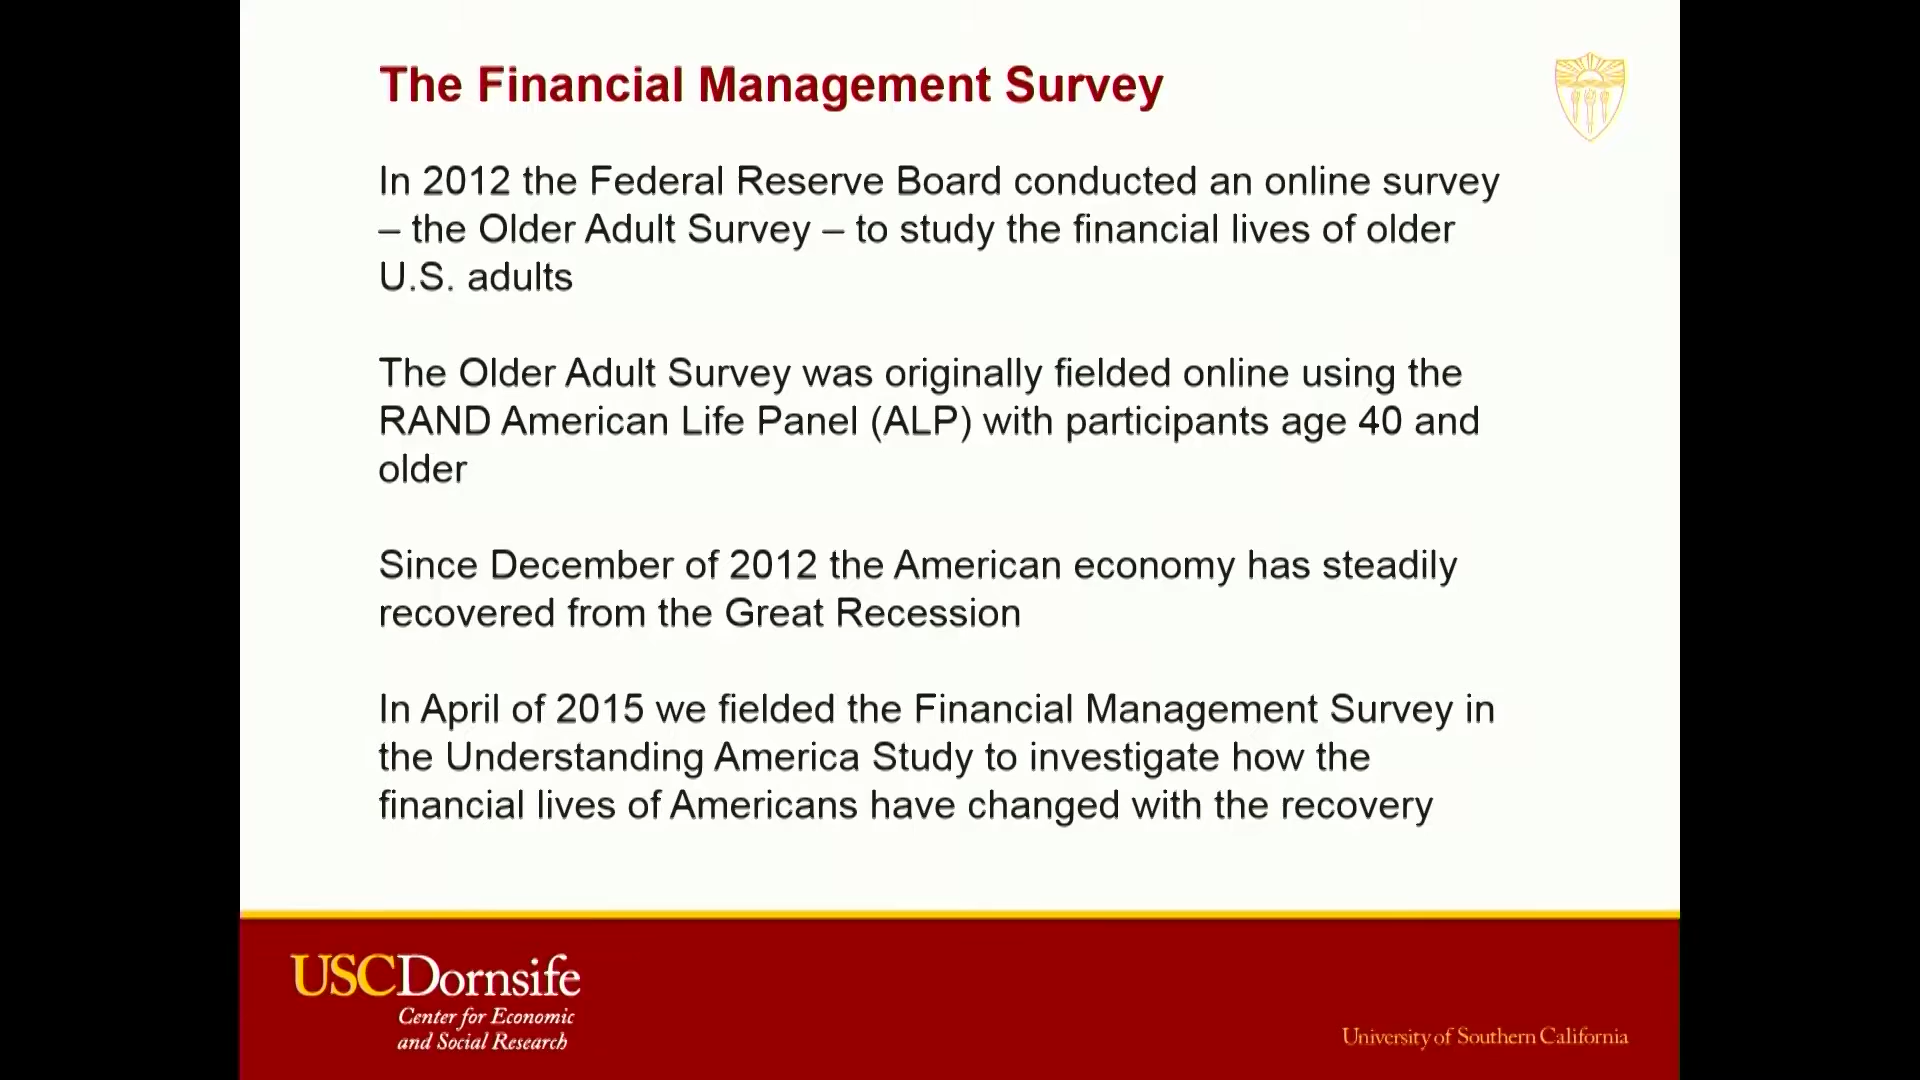 The Financial Management Survey
In 2012 the Federal Reserve Board conducted an online survey
– the Older Adult Survey – to study the financial lives of older
U.S. adults
The Older Adult Survey was originally fielded online using the
RAND American Life Panel (ALP) with participants age 40 and
older
Since December of 2012 the American economy has steadily
recovered from the Great Recession
In April of 2015 we fielded the Financial Management Survey in
the Understanding America Study to investigate how the
financial lives of Americans have changed with the recovery
USCDornsife
Center for Economic
and Social Research
University of Southern California